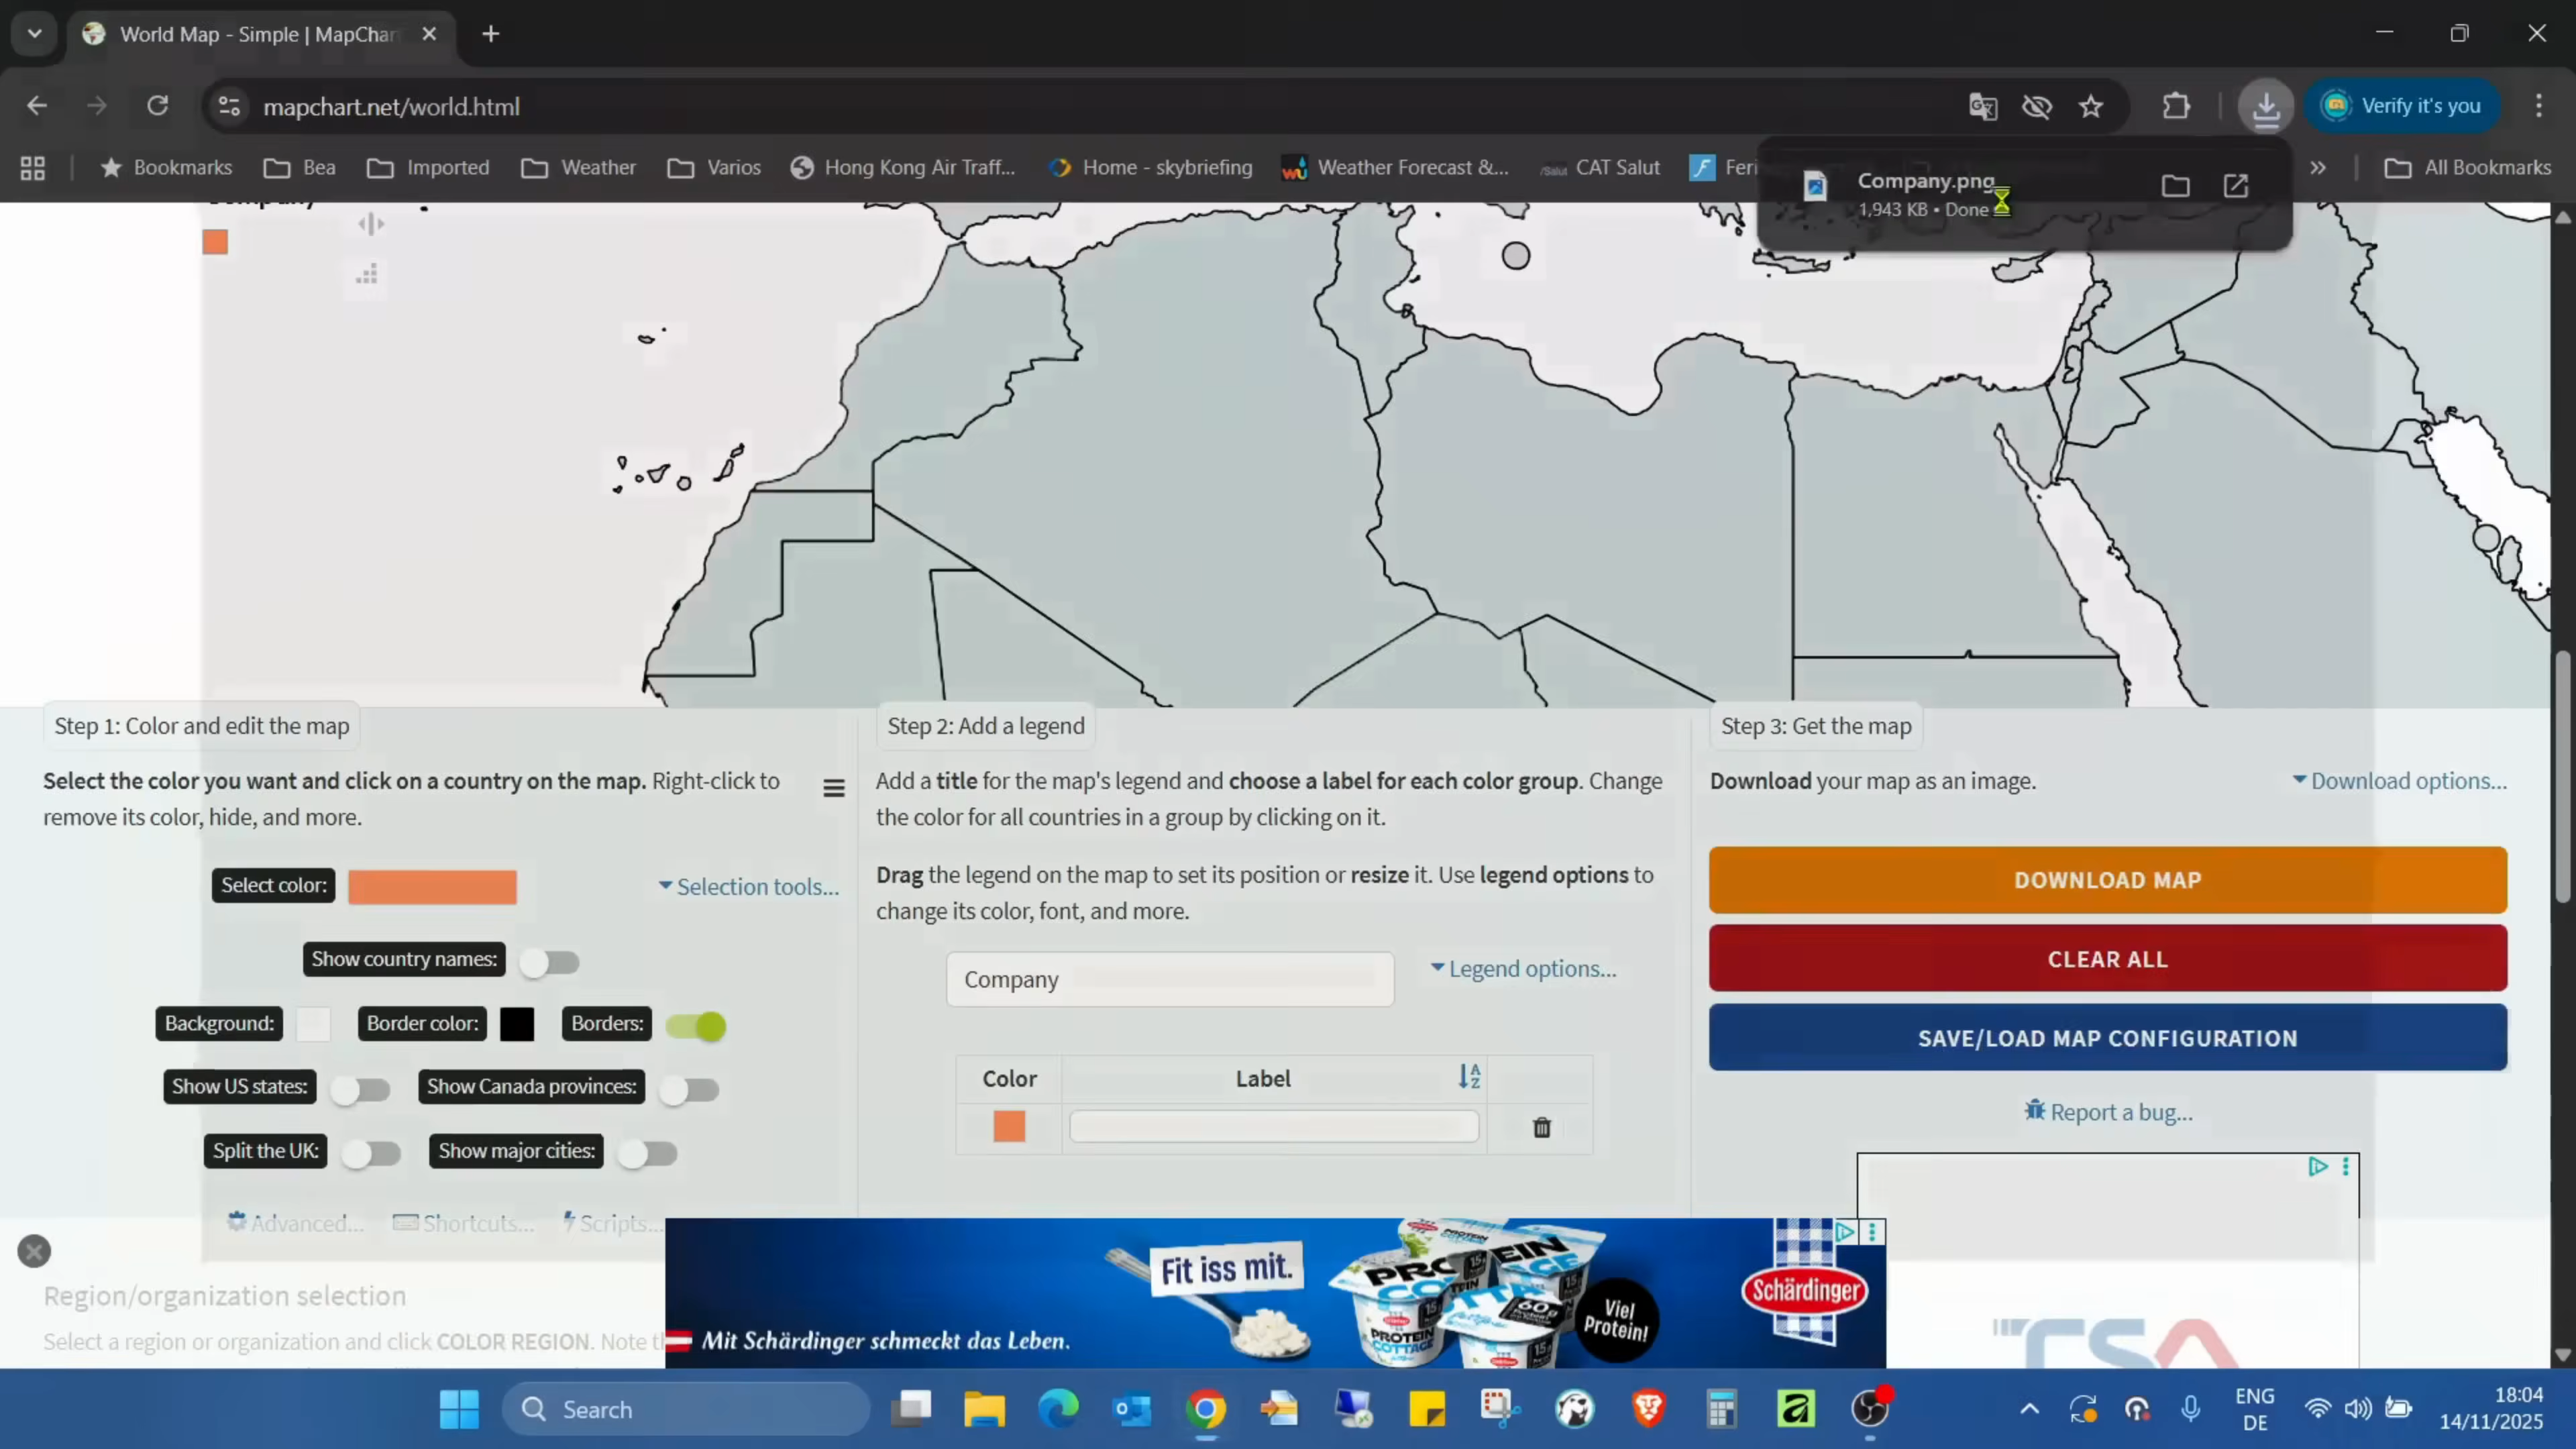 World Map - Simple | MapChar
mapchart.net/world.html
Verify it's you
Bookmarks
Bea
Imported
Weather
Varios
Hong Kong Air Traff...
Home - skybriefing
Weather Forecast &...
CAT Salut
Feri
All Bookmarks
Company.png
1,943 KB • Done
Step 1: Color and edit the map
Select the color you want and click on a country on the map. Right-click to
remove its color, hide, and more.
Select color:
Selection tools...
Show country names:
Background:
Border color:
Borders:
Show US states:
Show Canada provinces:
Split the UK:
Show major cities:
Advanced...
Shortcuts...
Scripts...
Step 2: Add a legend
Add a title for the map's legend and choose a label for each color group. Change
the color for all countries in a group by clicking on it.
Drag the legend on the map to set its position or resize it. Use legend options to
change its color, font, and more.
Company
Legend options...
Color
Label
Step 3: Get the map
Download your map as an image.
Download options...
DOWNLOAD MAP
CLEAR ALL
SAVE/LOAD MAP CONFIGURATION
Report a bug...
Region/organization selection
Select a region or organization and click COLOR REGION. Note t
Fit iss mit.
Mit Schärdinger schmeckt das Leben.
PROTEIN
COTTAGE
Viel
Protein!
Schärdinger
TSA
Search
ENG
DE
18:04
14/11/2025